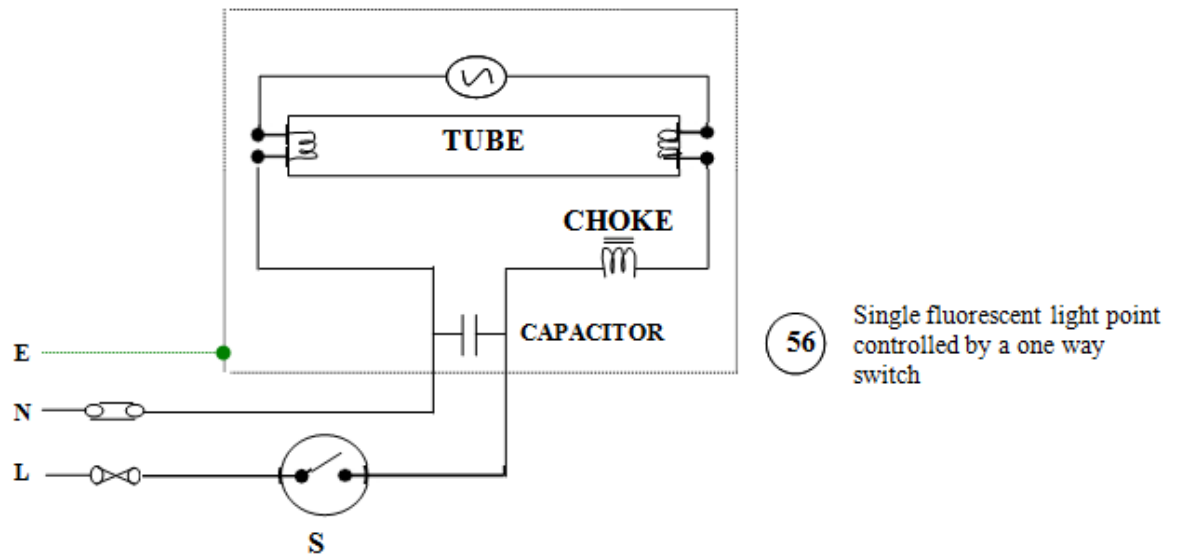 TUBE
CHOKE
CAPACITOR
E
N
L
S
56
Single fluorescent light point
controlled by a one way
switch